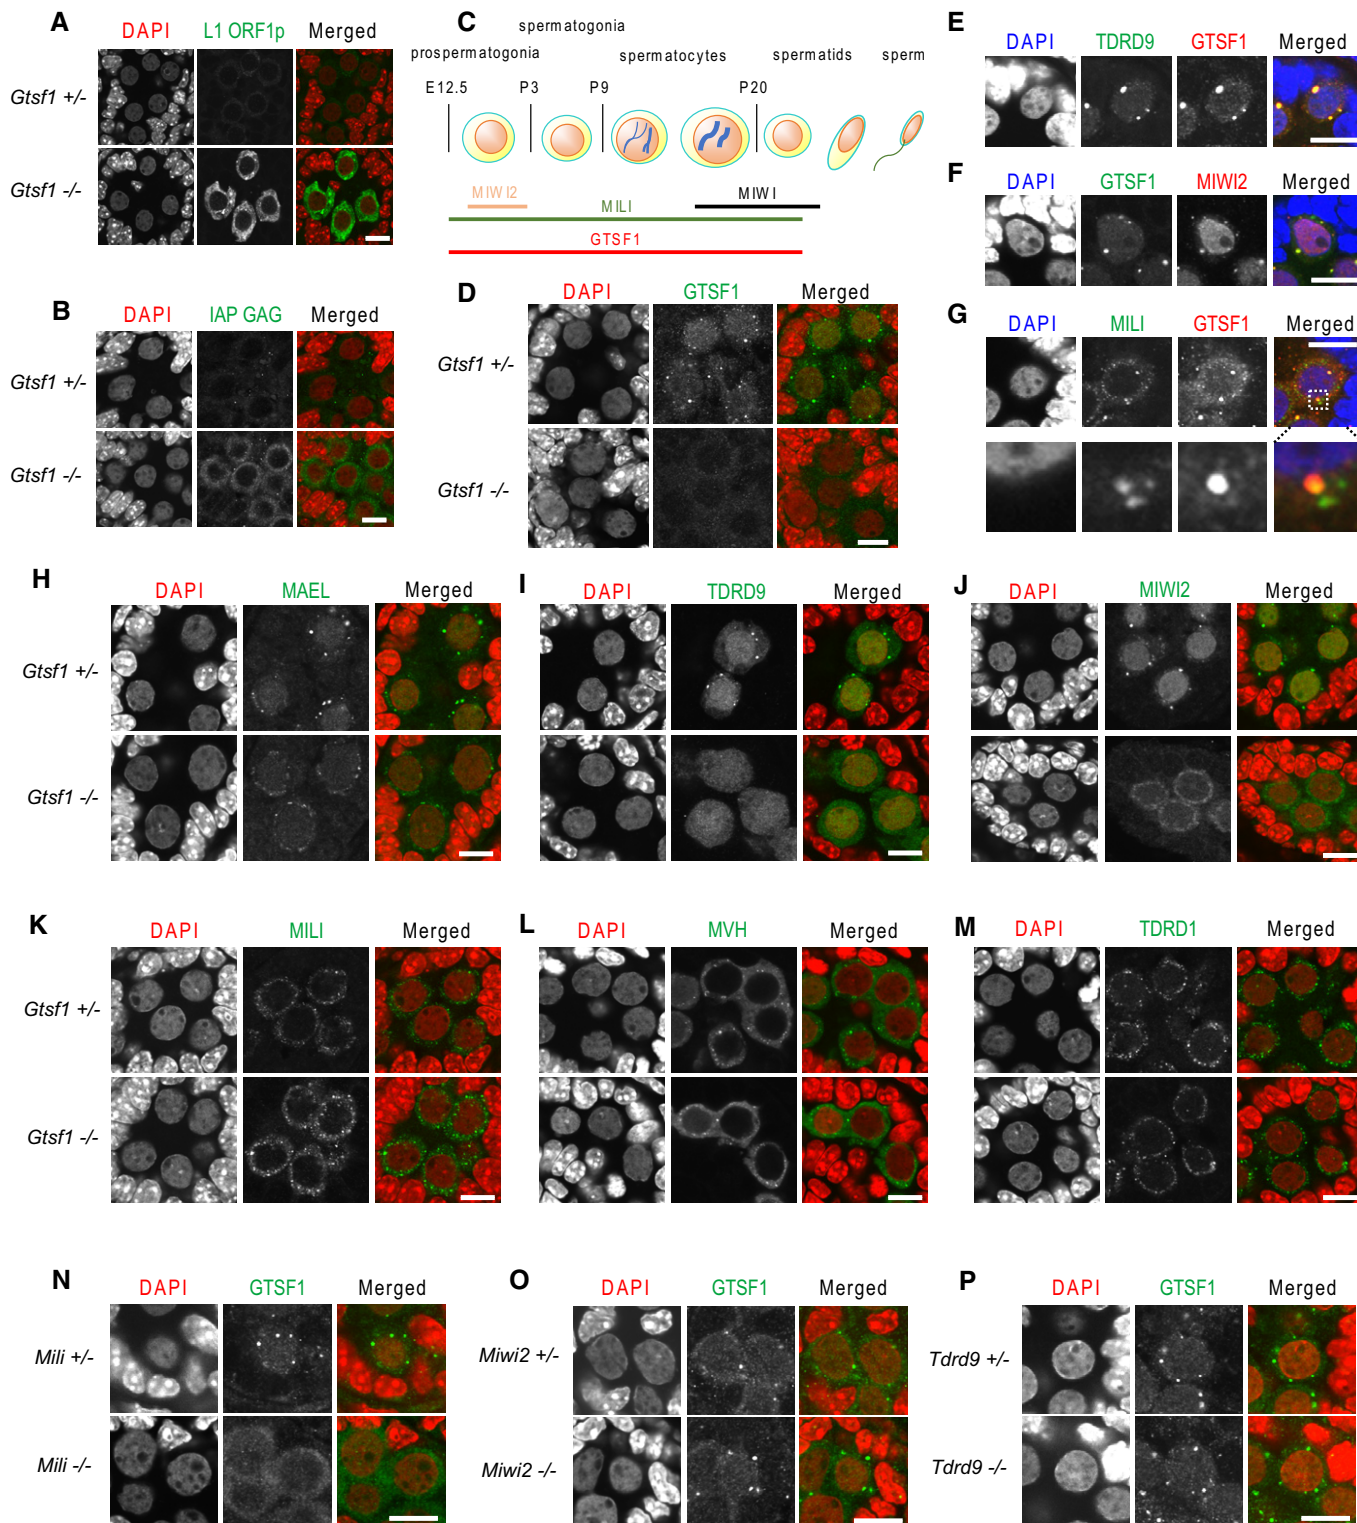 A
DAPI L1 ORF1p Merged
Gtsf1 +/-
Gtsf1 -/-
B
DAPI IAP GAG Merged
Gtsf1 +/-
Gtsf1 -/-
C
spermatogonia
prospermatogonia spermatocytes spermatids sperm
E12.5 P3 P9 P20
MIWI2 MILI MIWI
GTSF1
D
DAPI GTSF1 Merged
Gtsf1 +/-
Gtsf1 -/-
E
DAPI TDRD9 GTSF1 Merged
F
DAPI GTSF1 MIWI2 Merged
G
DAPI MILI GTSF1 Merged
H
DAPI MAEL Merged
Gtsf1 +/-
Gtsf1 -/-
I
DAPI TDRD9 Merged
J
DAPI MIWI2 Merged
K
DAPI MILI Merged
Gtsf1 +/-
Gtsf1 -/-
L
DAPI MVH Merged
M
DAPI TDRD1 Merged
N
DAPI GTSF1 Merged
Mili +/-
Mili -/-
O
DAPI GTSF1 Merged
Miwi2 +/-
Miwi2 -/-
P
DAPI GTSF1 Merged
Tdrd9 +/-
Tdrd9 -/-